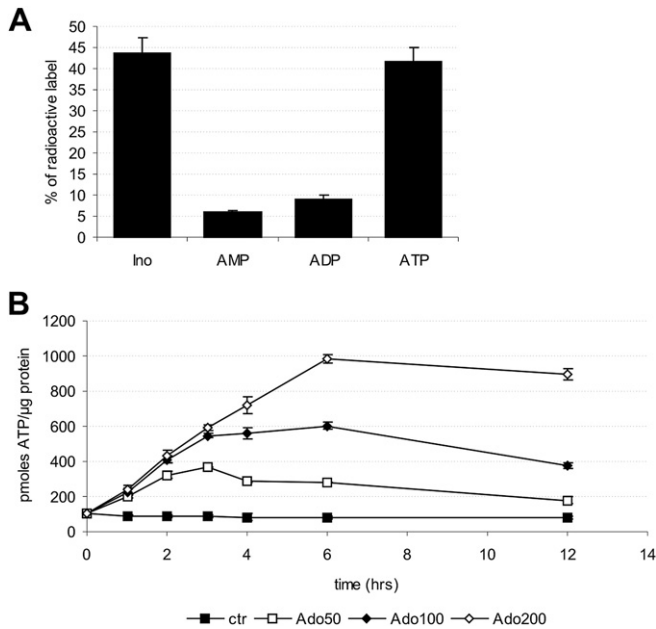 A
50
45
40
35
30
25
20
15
10
5
0
% of radioactive label
Ino AMP ADP ATP
B
1200
1000
800
600
400
200
0
pmoles ATP/µg protein
0 2 4 6 8 10 12 14
time (hrs)
ctr Ado50 Ado100 Ado200